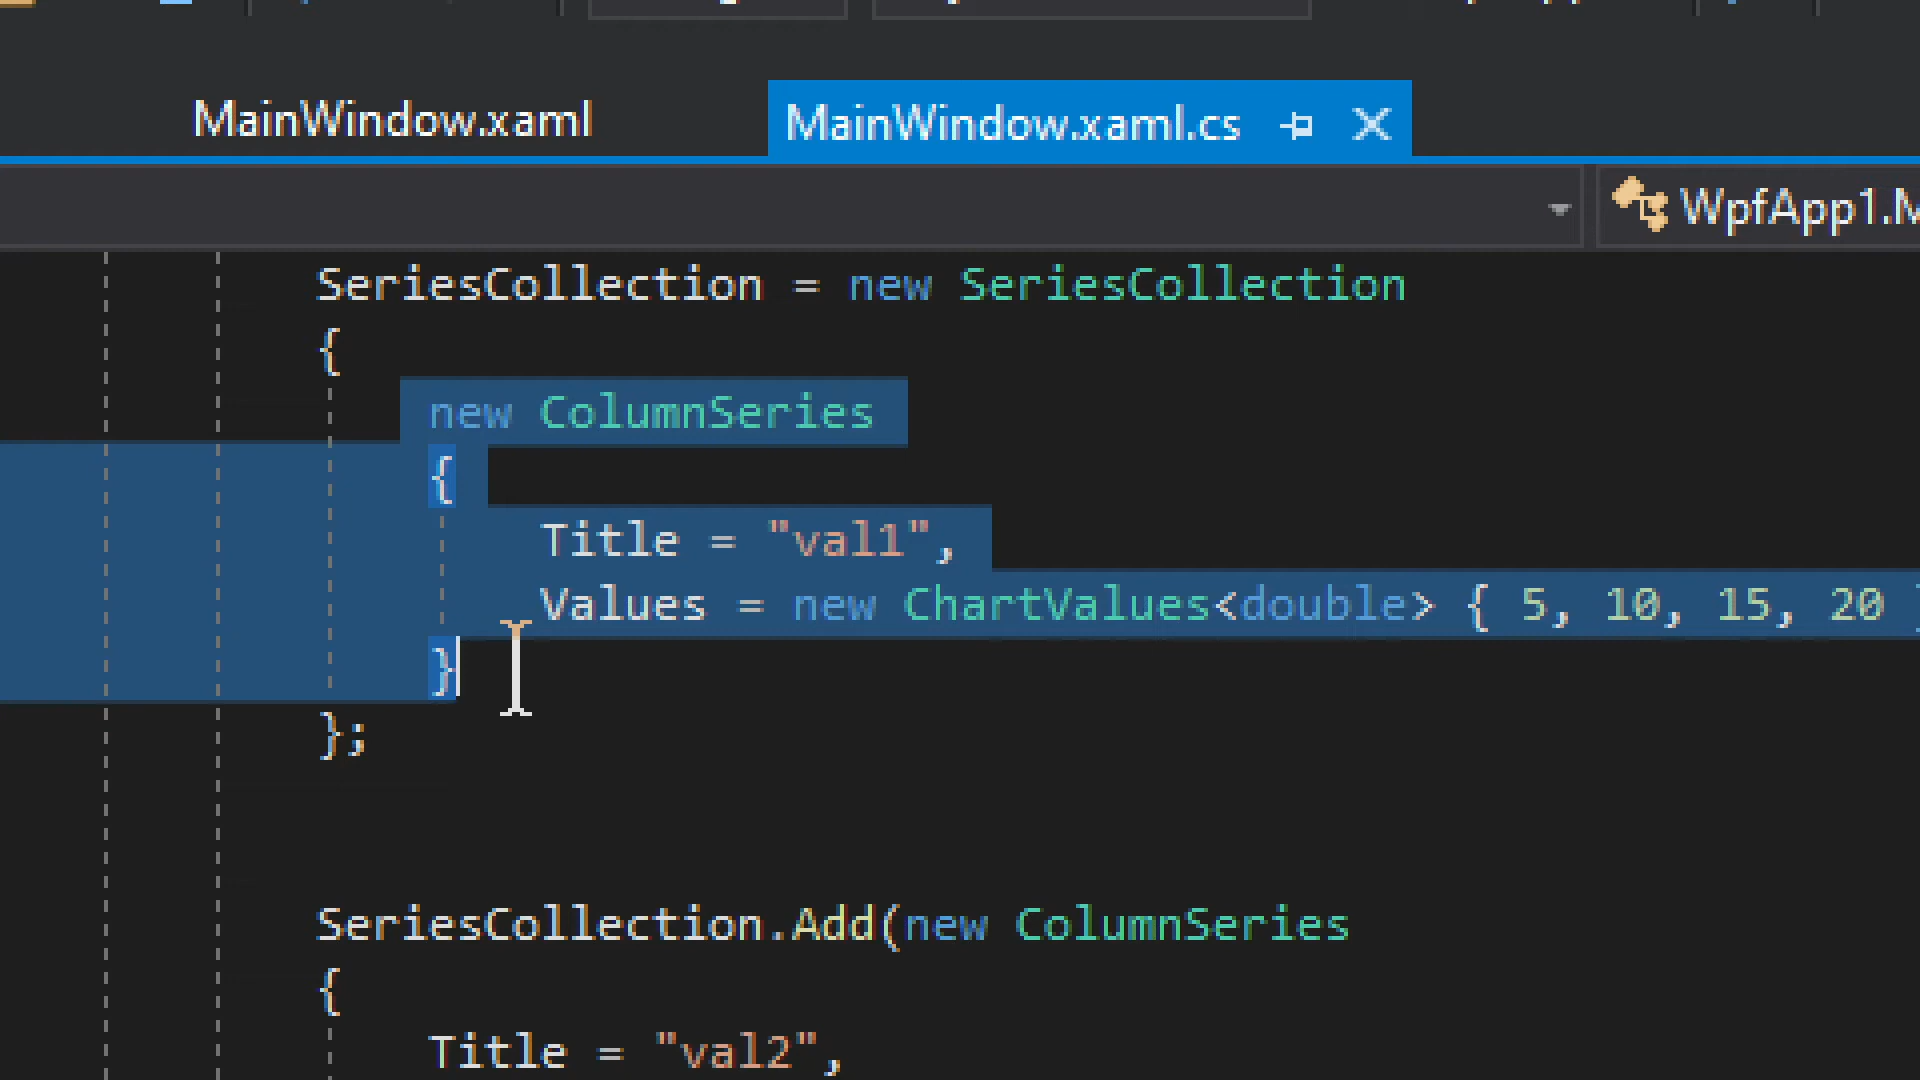 MainWindow.xaml
MainWindow.xaml.cs
WpfApp1.M
SeriesCollection = new SeriesCollection
{
new ColumnSeries
{
Title = "val1",
Values = new ChartValues<double> { 5, 10, 15, 20 }
}
};
SeriesCollection.Add(new ColumnSeries
{
Title = "val2",